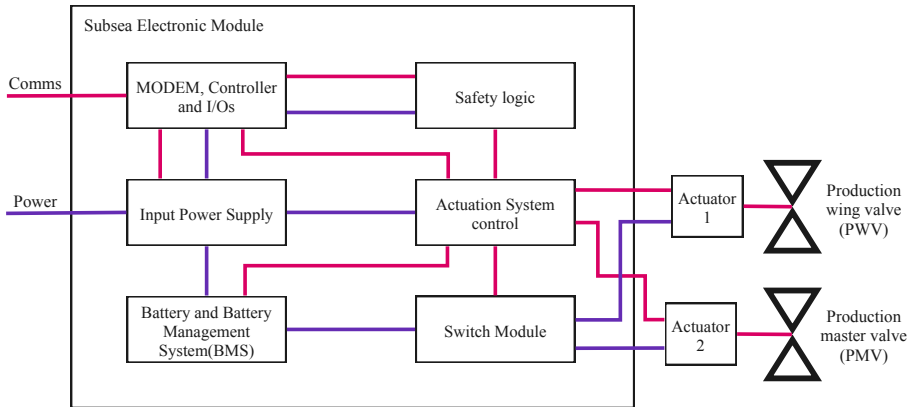 Subsea Electronic Module
Comms
MODEM, Controller
and I/Os
Safety logic
Power
Input Power Supply
Actuation System
control
Actuator
1
Production
wing valve
(PWV)
Battery and Battery
Management
System(BMS)
Switch Module
Actuator
2
Production
master valve
(PMV)